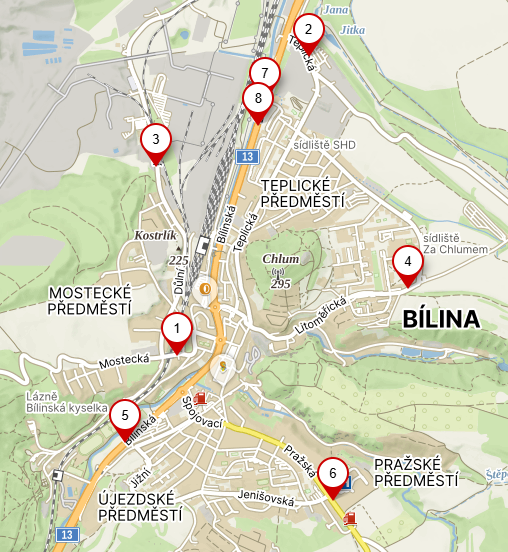 Jana
2
Jitka
Teplická
7
8
3
13
sídliště SHD
TEPLICKÉ
PŘEDMĚSTÍ
Bílinská
Teplická
Kostrlík
225
Důlní
sídliště
Za Chlumem
Chlum
295
4
MOSTECKÉ
PŘEDMĚSTÍ
Litoměřická
BÍLINA
1
Mostecká
Lázně
Bílinská kyselka
5
Bílinská
Spojovací
Pražská
Jižní
6
PRAŽSKÉ
PŘEDMĚSTÍ
Štěp
Jenišovská
ÚJEZDSKÉ
PŘEDMĚSTÍ
13